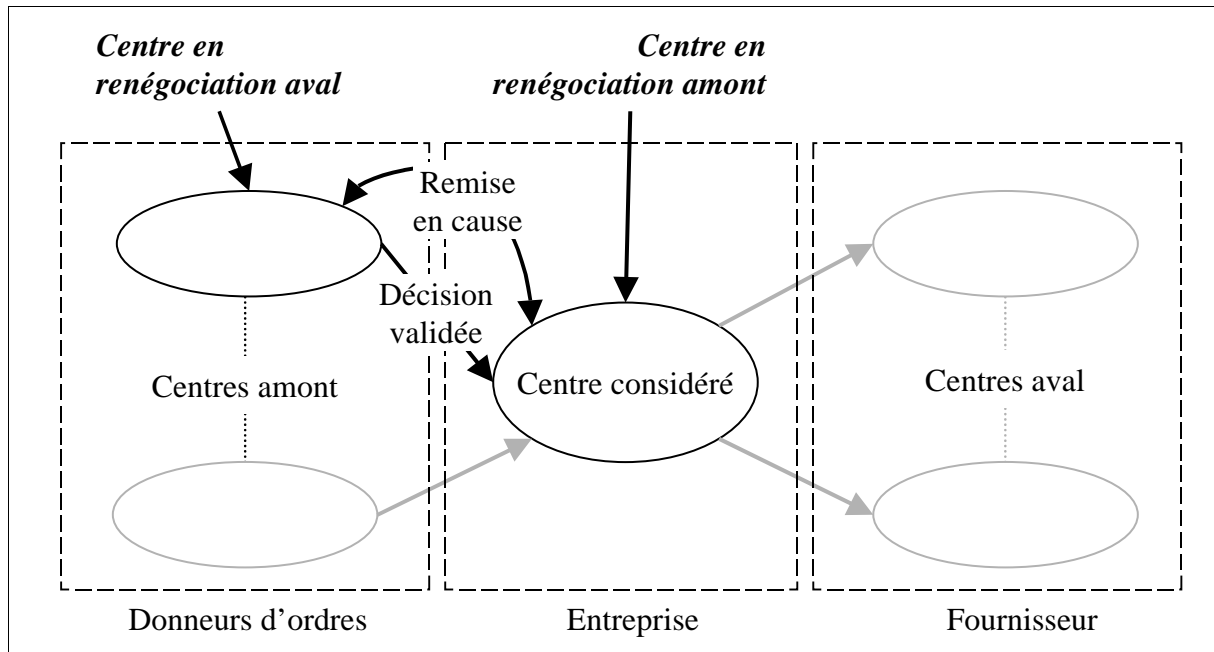 Centre en
renégociation aval
Centre en
renégociation amont
Remise
en cause
Décision
validée
Centre considéré
Centres amont
Centres aval
Donneurs d’ordres
Entreprise
Fournisseur